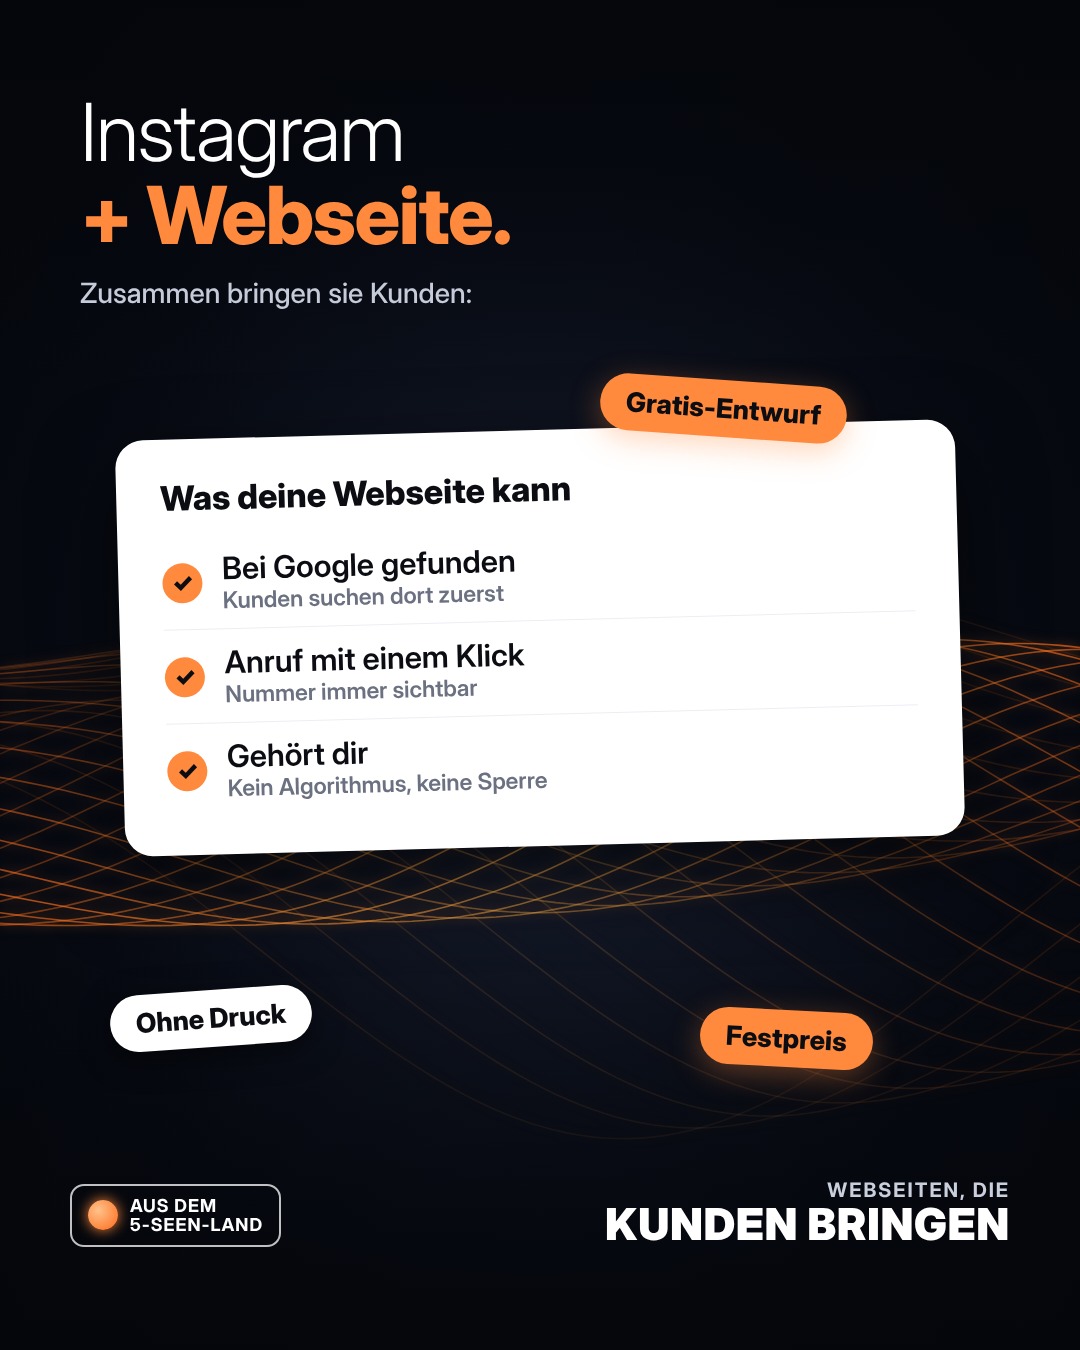 Instagram
+ Webseite.
Zusammen bringen sie Kunden:
Gratis-Entwurf
Was deine Webseite kann
Bei Google gefunden
Kunden suchen dort zuerst
Anruf mit einem Klick
Nummer immer sichtbar
Gehört dir
Kein Algorithmus, keine Sperre
Ohne Druck
Festpreis
AUS DEM
5-SEEN-LAND
WEBSEITEN, DIE
KUNDEN BRINGEN